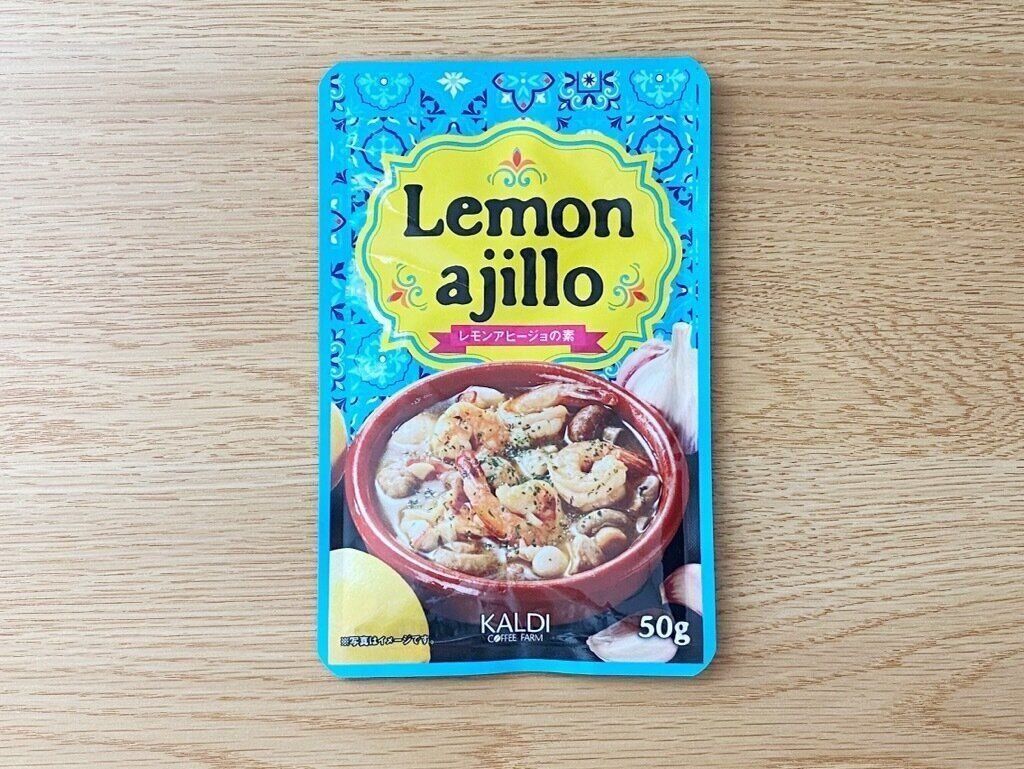 Lemon
ajillo
レモンアヒージョの素
KALDI
COFFEE FARM
50g
※写真はイメージです。